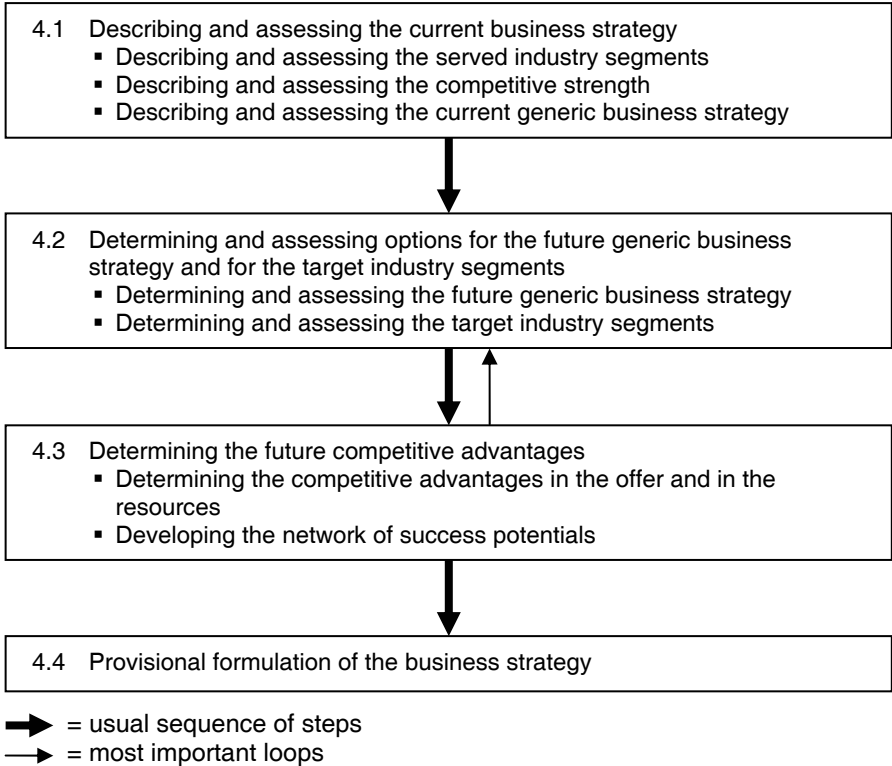 4.1 Describing and assessing the current business strategy
▪ Describing and assessing the served industry segments
▪ Describing and assessing the competitive strength
▪ Describing and assessing the current generic business strategy
4.2 Determining and assessing options for the future generic business
strategy and for the target industry segments
▪ Determining and assessing the future generic business strategy
▪ Determining and assessing the target industry segments
4.3 Determining the future competitive advantages
▪ Determining the competitive advantages in the offer and in the
resources
▪ Developing the network of success potentials
4.4 Provisional formulation of the business strategy
= usual sequence of steps
= most important loops